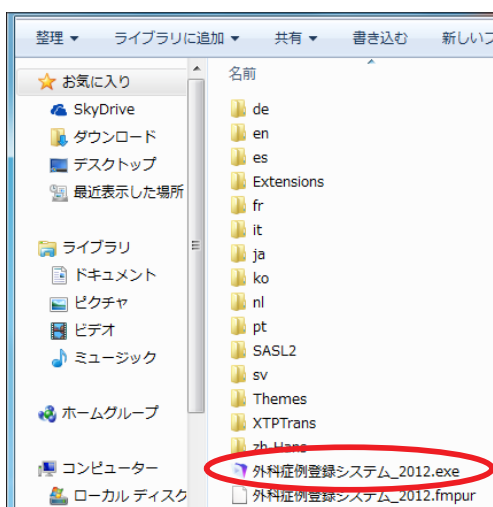 整理 ▼ ライブラリに追加 ▼ 共有 ▼ 書き込む 新しいフ
お気に入り
SkyDrive
ダウンロード
デスクトップ
最近表示した場所
ライブラリ
ドキュメント
ピクチャ
ビデオ
ミュージック
ホームグループ
コンピューター
ローカル ディスク
名前
de
en
es
Extensions
fr
it
ja
ko
nl
pt
SASL2
sv
Themes
XTPTrans
zh-Hans
外科症例登録システム_2012.exe
外科症例登録システム_2012.fmpur